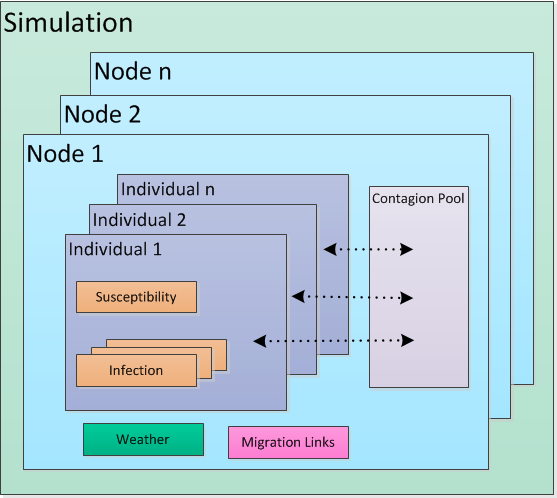 Simulation
Node n
Node 2
Node 1
Individual n
Individual 2
Individual 1
Contagion Pool
Susceptibility
Infection
Weather
Migration Links